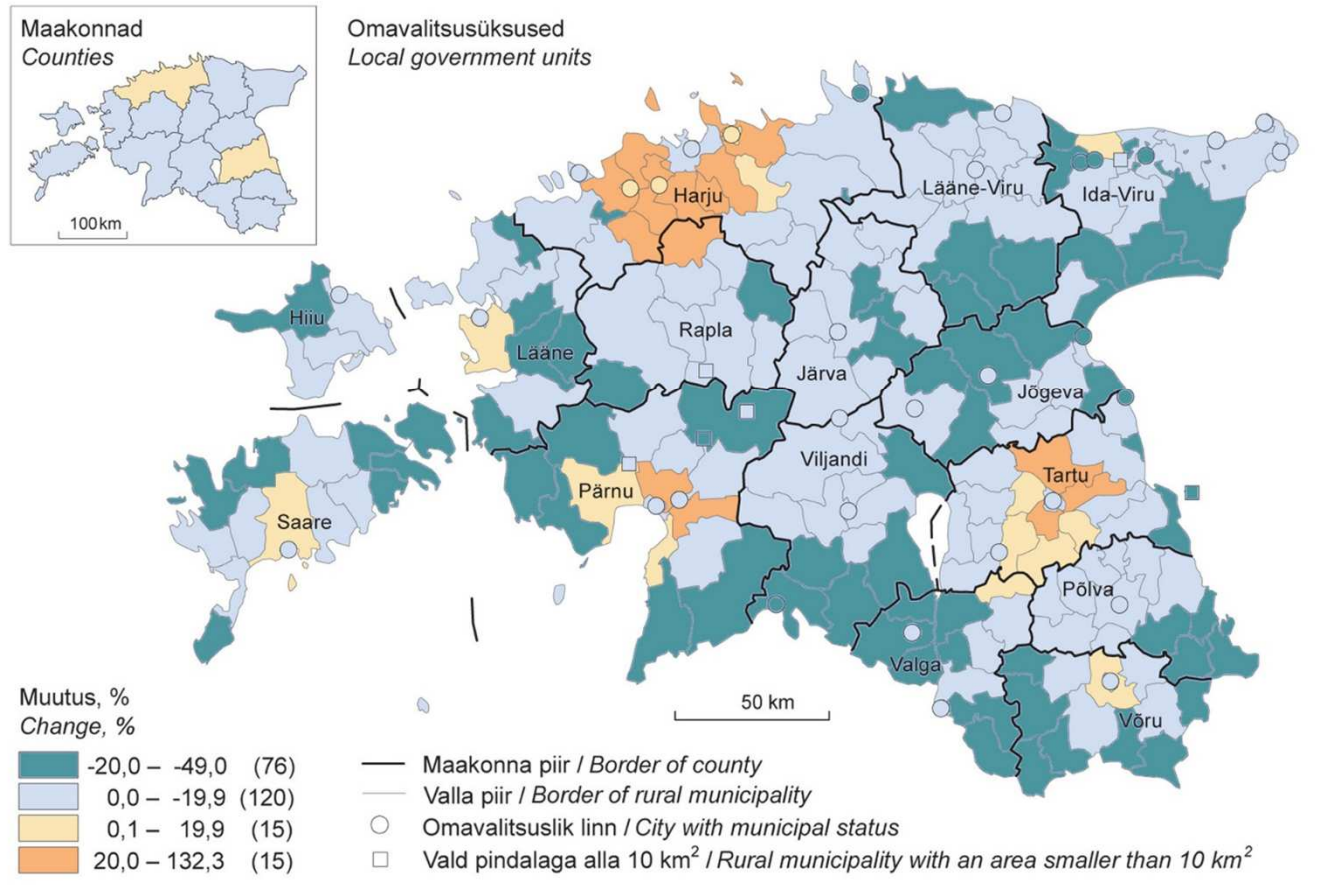 Maakonnad
Counties
100km
Omavalitsusüksused
Local government units
Harju
Lääne-Viru
Ida-Viru
Hiiu
Rapla
Lääne
Järva
Jõgeva
Viljandi
Tartu
Pärnu
Saare
Põlva
Valga
Võru
50 km
Muutus, %
Change, %
-20,0 – -49,0 (76)
0,0 – -19,9 (120)
0,1 – 19,9 (15)
20,0 – 132,3 (15)
Maakonna piir / Border of county
Valla piir / Border of rural municipality
Omavalitsuslik linn / City with municipal status
Vald pindalaga alla 10 km² / Rural municipality with an area smaller than 10 km²